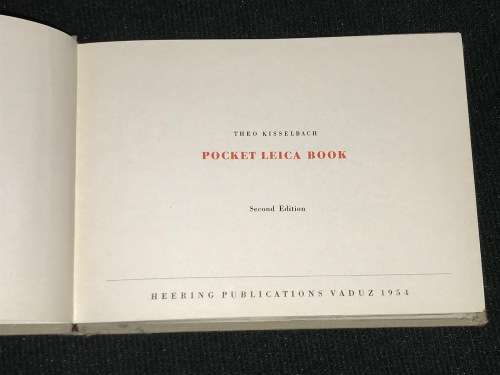 THEO KISSELBACH
POCKET LEICA BOOK
Second Edition
HEERING PUBLICATIONS VADUZ 1954